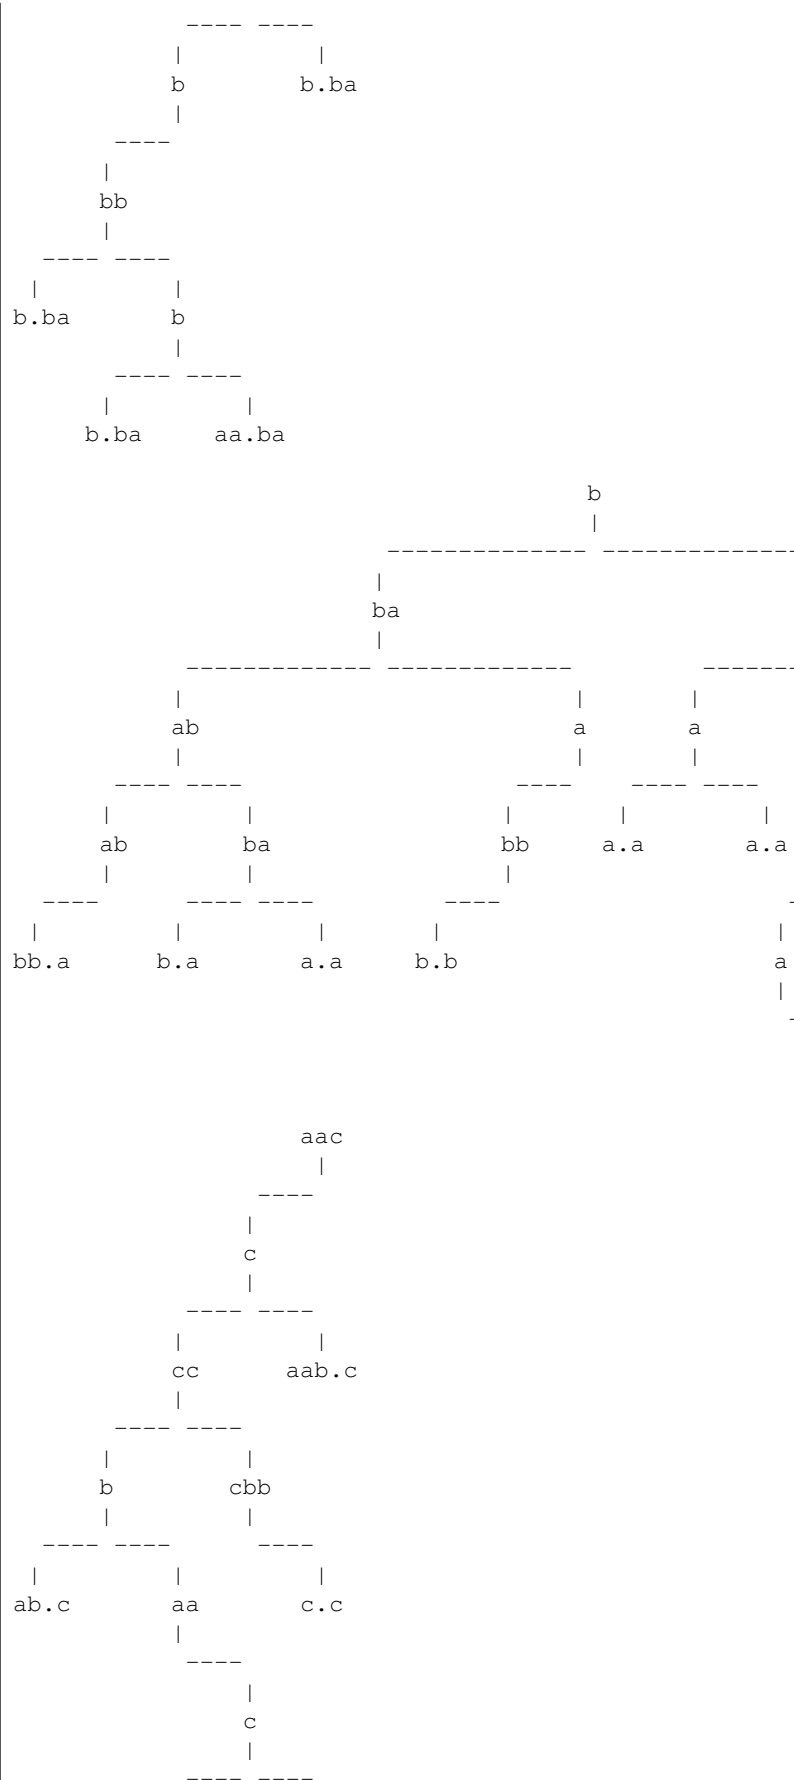 ---- ----
           |         |
           b        b.ba
           |
       ----
      |
      bb
      |
  ---- ----
 |         |
b.ba       b
           |
       ---- ----
      |         |
     b.ba     aa.ba
                                        b
                                        |
                          -------------- --------------
                         |
                         ba
                         |
            ------------- -------------         -------
           |                           |       |
           ab                          a       a
           |                           |       |
       ---- ----                   ----    ---- ----
      |         |                 |       |         |
      ab        ba                bb     a.a       a.a
      |         |                 |
  ----      ---- ----         ----                       -
 |         |         |       |                       |
bb.a      b.a       a.a     b.b                      a
                                                     |
                                                      -
                    aac
                     |
                 ----
                |
                c
                |
            ---- ----
           |         |
           cc      aab.c
           |
       ---- ----
      |         |
      b        cbb
      |         |
  ---- ----      ----
 |         |         |
ab.c       aa       c.c
           |
            ----
                |
                c
                |
            ---- ----